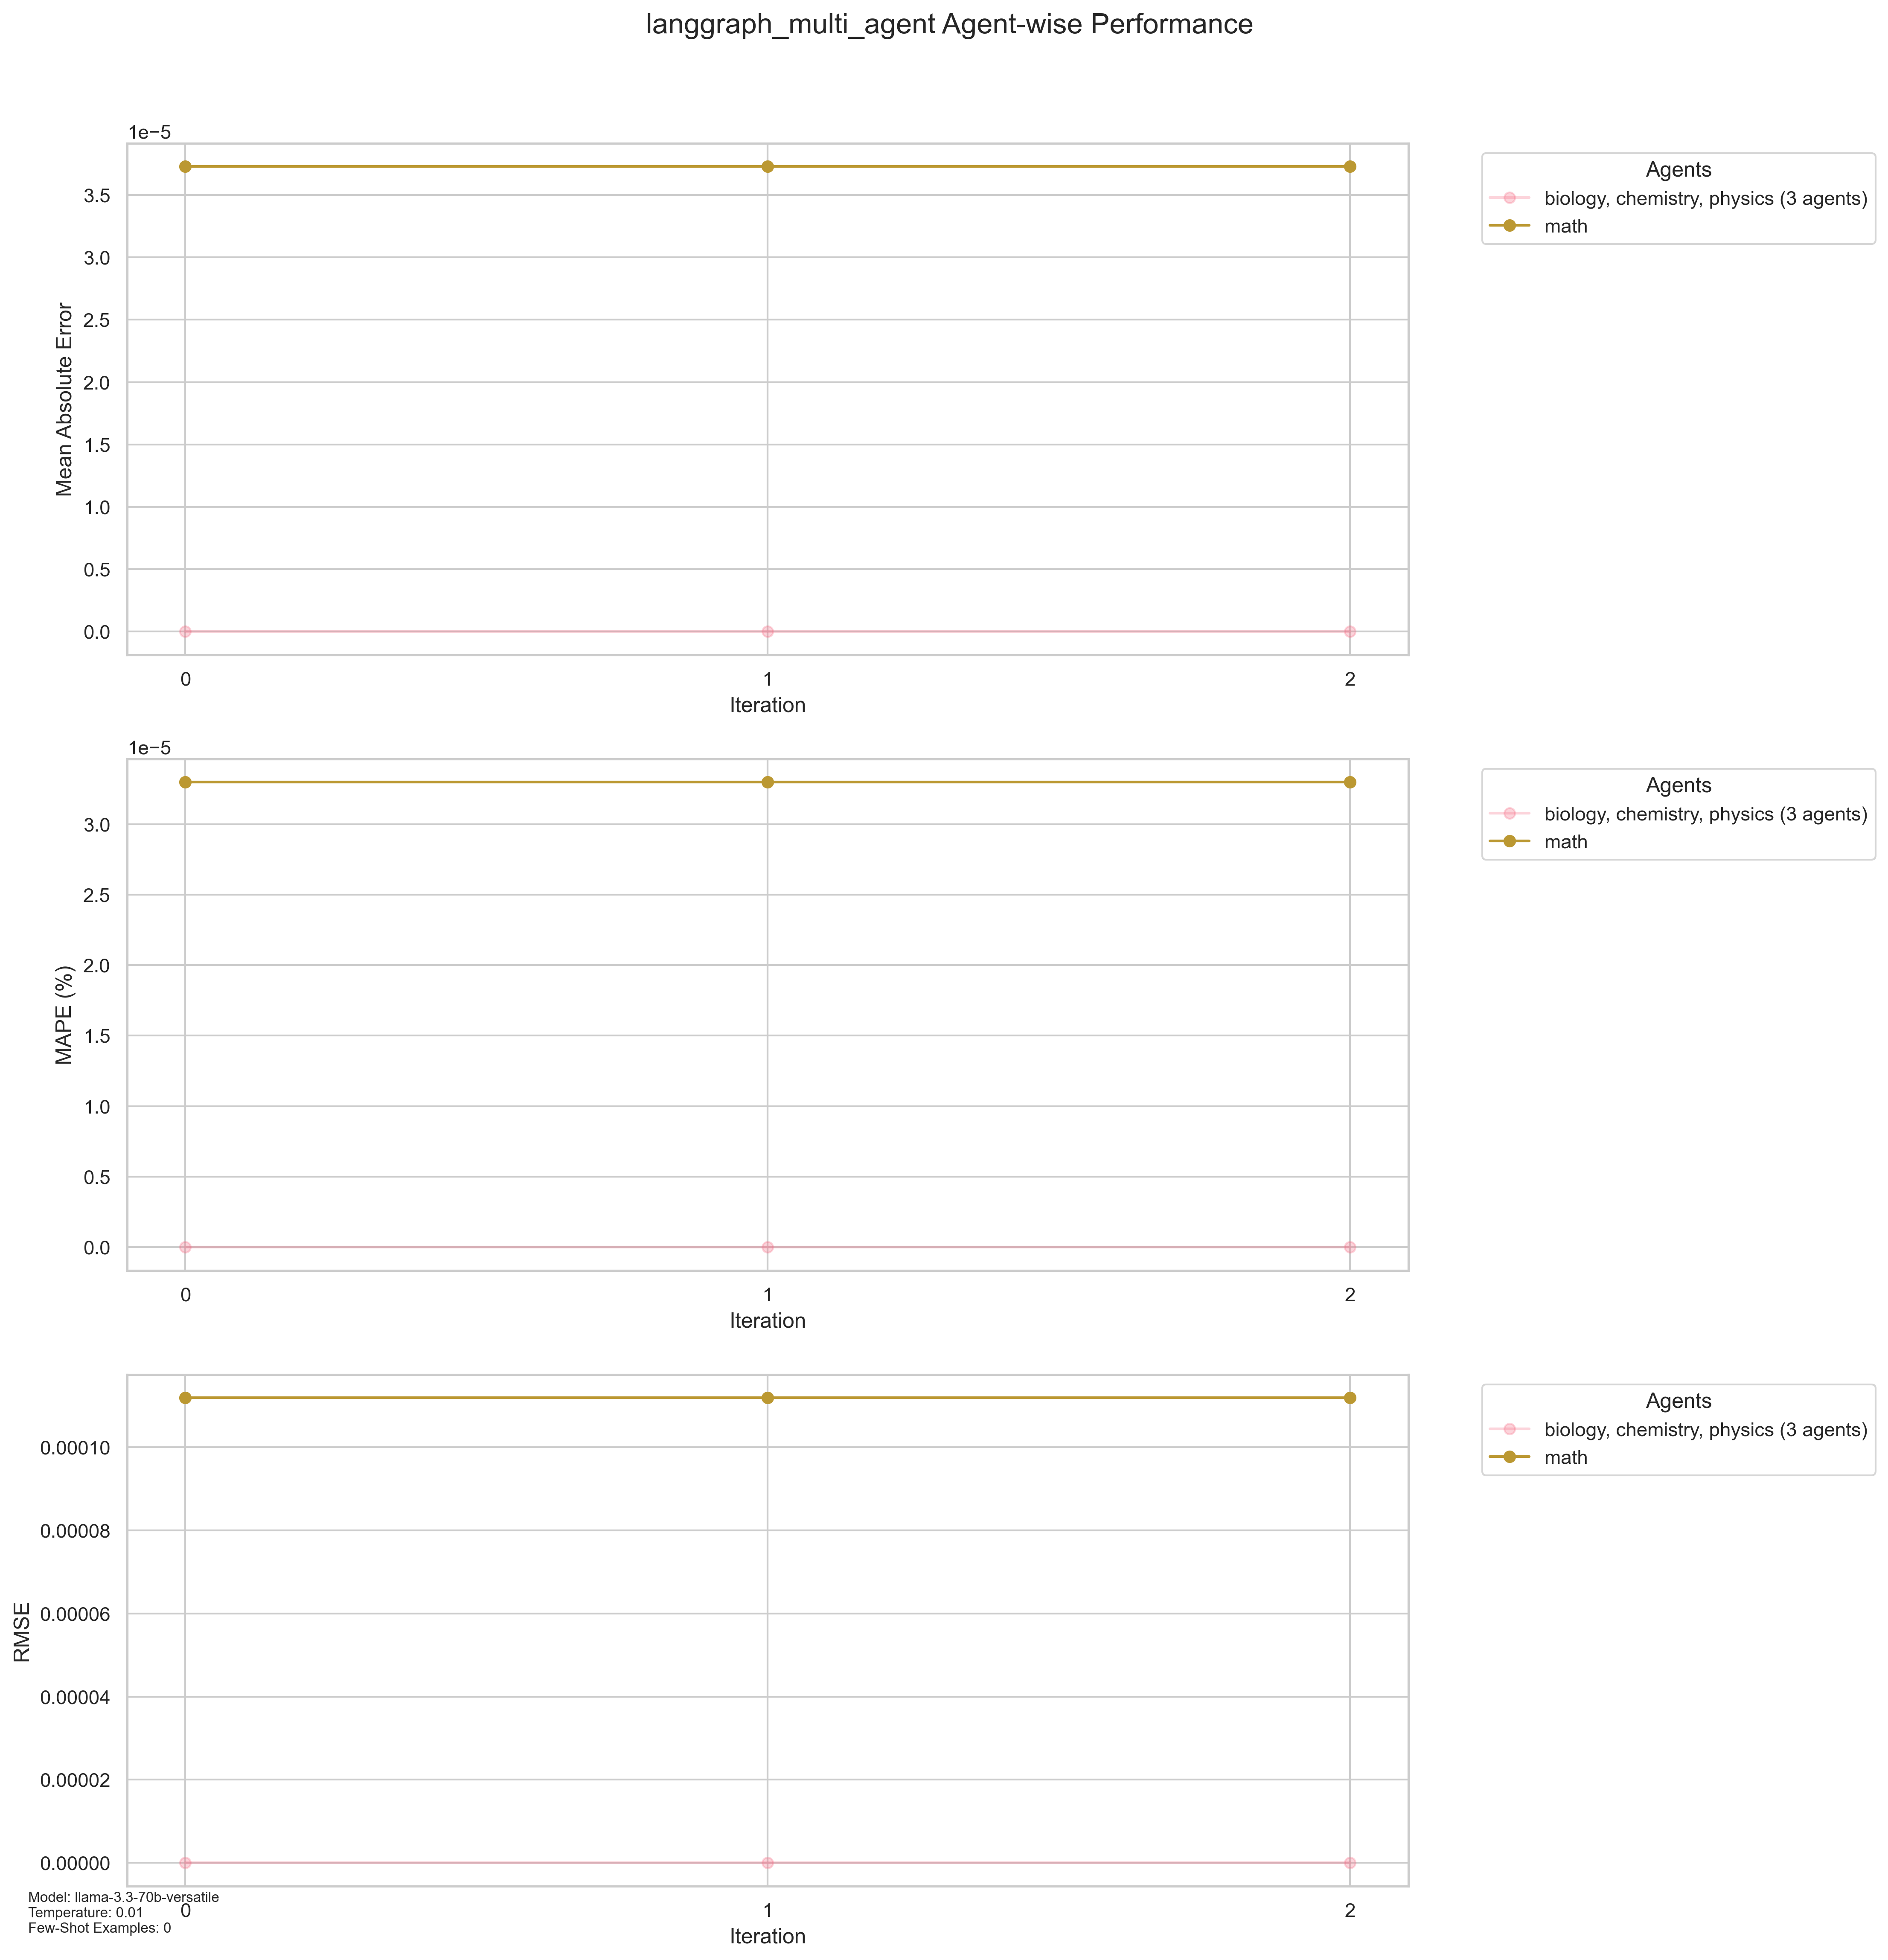 langgraph_multi_agent Agent-wise Performance
1e−5
3.5
3.0
2.5
2.0
1.5
1.0
0.5
0.0
Mean Absolute Error
0 1 2
Iteration
Agents
biology, chemistry, physics (3 agents)
math
1e−5
3.0
2.5
2.0
1.5
1.0
0.5
0.0
MAPE (%)
0 1 2
Iteration
Agents
biology, chemistry, physics (3 agents)
math
0.00010
0.00008
0.00006
0.00004
0.00002
0.00000
RMSE
0 1 2
Iteration
Agents
biology, chemistry, physics (3 agents)
math
Model: llama-3.3-70b-versatile
Temperature: 0.01
Few-Shot Examples: 0